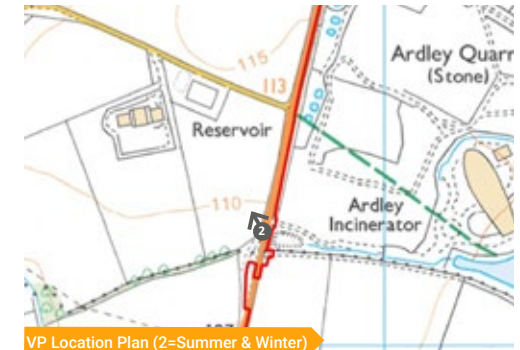 115
Ardley Quarr
(Stone)
113
Reservoir
110
Ardley
Incinerator
2
VP Location Plan (2=Summer & Winter)